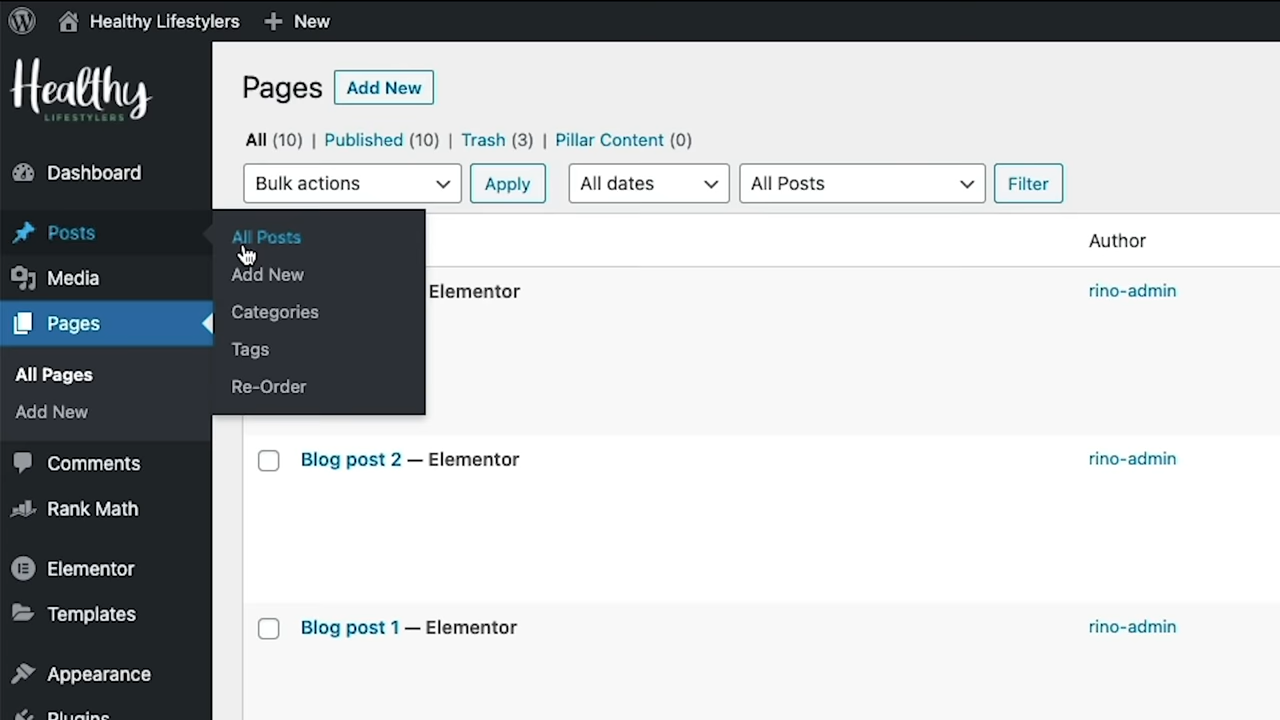 Healthy Lifestylers + New
Healthy
LIFESTYLERS
Pages Add New
All (10) | Published (10) | Trash (3) | Pillar Content (0)
Bulk actions Apply All dates All Posts Filter
Dashboard
Posts
Media
Pages
All Pages
Add New
Comments
Rank Math
Elementor
Templates
Appearance
Plugins
All Posts
Add New
Categories
Tags
Re-Order
Author
Elementor rino-admin
Blog post 2 — Elementor rino-admin
Blog post 1 — Elementor rino-admin